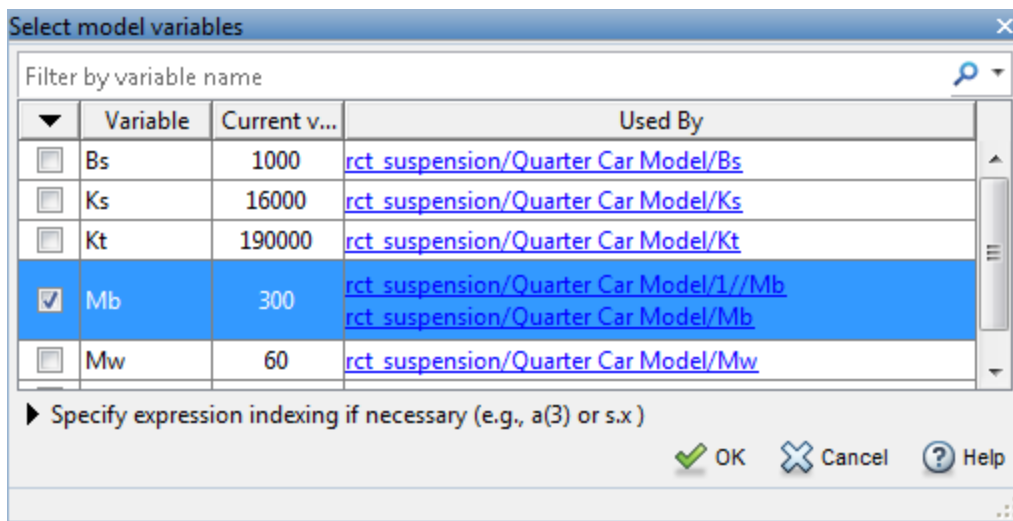 Select model variables
Filter by variable name
Variable Current v... Used By
Bs 1000 rct_suspension/Quarter Car Model/Bs
Ks 16000 rct_suspension/Quarter Car Model/Ks
Kt 190000 rct_suspension/Quarter Car Model/Kt
Mb 300 rct_suspension/Quarter Car Model/1//Mb
rct_suspension/Quarter Car Model/Mb
Mw 60 rct_suspension/Quarter Car Model/Mw
Specify expression indexing if necessary (e.g., a(3) or s.x )
OK Cancel Help